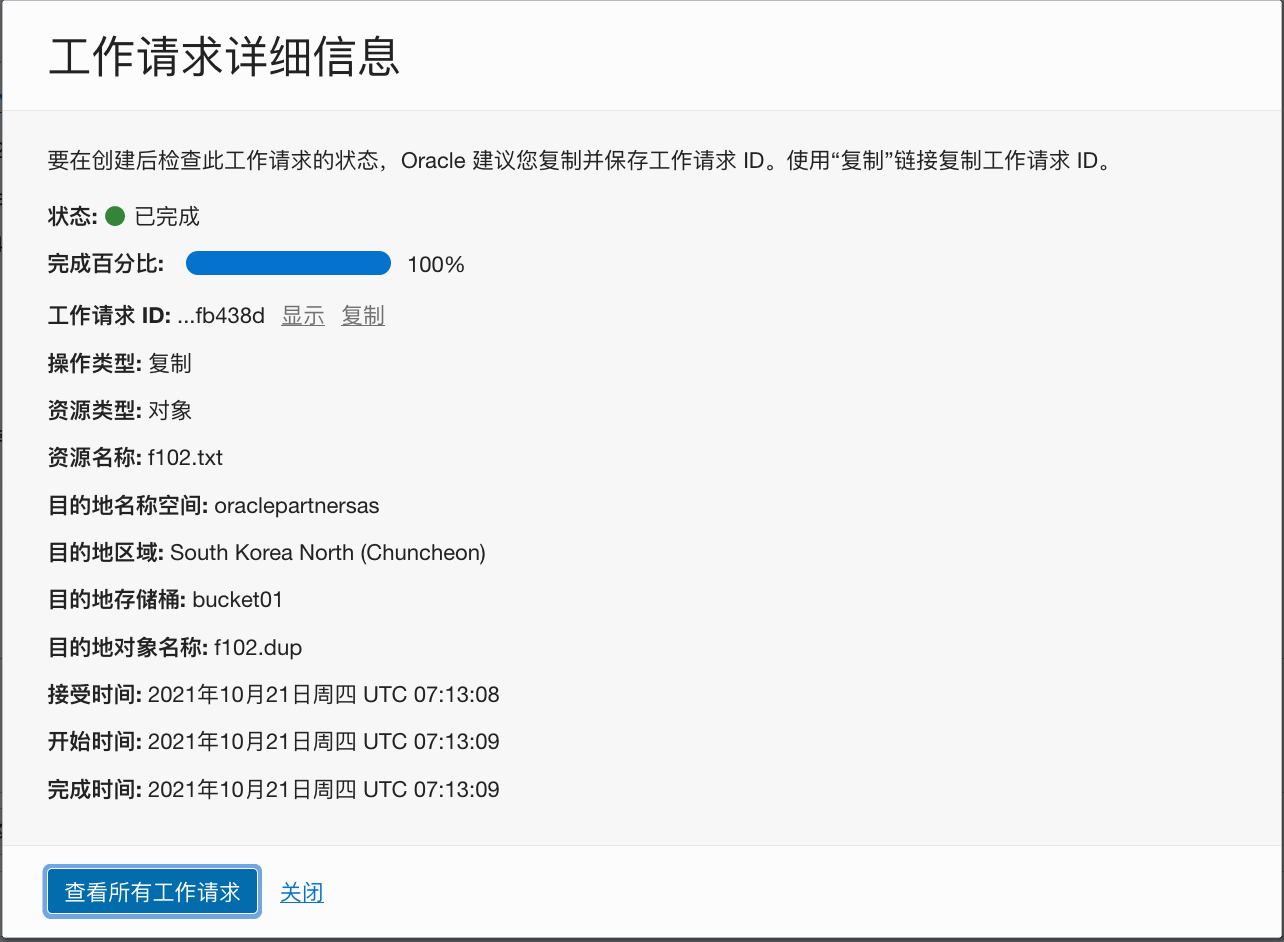 工作请求详细信息
要在创建后检查此工作请求的状态，Oracle 建议您复制并保存工作请求 ID。使用“复制”链接复制工作请求 ID。
状态: 已完成
完成百分比: 100%
工作请求 ID: ...fb438d 显示 复制
操作类型: 复制
资源类型: 对象
资源名称: f102.txt
目的地名称空间: oraclepartnersas
目的地区域: South Korea North (Chuncheon)
目的地存储桶: bucket01
目的地对象名称: f102.dup
接受时间: 2021年10月21日周四 UTC 07:13:08
开始时间: 2021年10月21日周四 UTC 07:13:09
完成时间: 2021年10月21日周四 UTC 07:13:09
查看所有工作请求 关闭